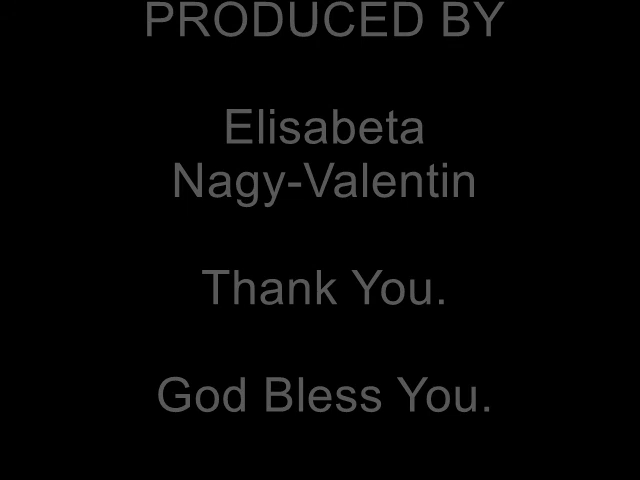 PRODUCED BY
Elisabeta
Nagy-Valentin
Thank You.
God Bless You.